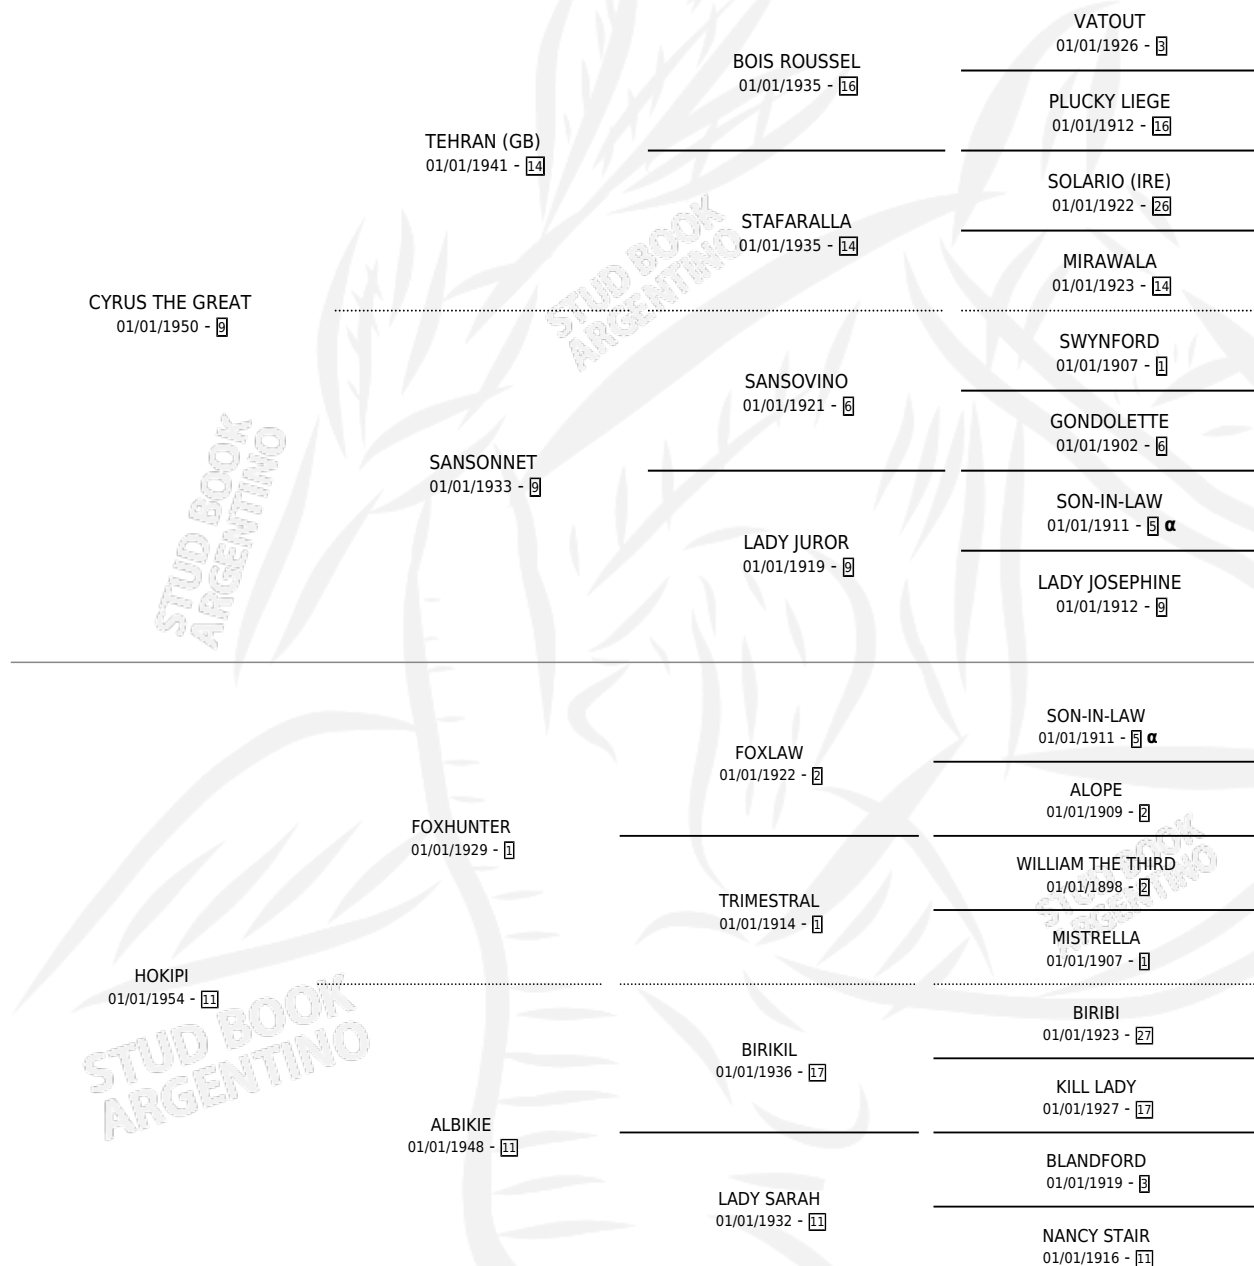 VATOUT
01/01/1926 - 3
BOIS ROUSSEL
01/01/1935 - 16
PLUCKY LIEGE
01/01/1912 - 16
TEHRAN (GB)
01/01/1941 - 14
SOLARIO (IRE)
01/01/1922 - 26
STAFARALLA
01/01/1935 - 14
MIRAWALA
01/01/1923 - 14
CYRUS THE GREAT
01/01/1950 - 9
STUD BOOK
ARGENTINO
SWYNFORD
01/01/1907 - 1
SANSOVINO
01/01/1921 - 6
GONDOLETTE
01/01/1902 - 6
SANSONNET
01/01/1933 - 9
SON-IN-LAW
01/01/1911 - 5 α
LADY JUROR
01/01/1919 - 9
LADY JOSEPHINE
01/01/1912 - 9
STUD BOOK
ARGENTINO
SON-IN-LAW
01/01/1911 - 5 α
FOXLAW
01/01/1922 - 2
ALOPE
01/01/1909 - 2
FOXHUNTER
01/01/1929 - 1
WILLIAM THE THIRD
01/01/1898 - 2
TRIMESTRAL
01/01/1914 - 1
MISTRELLA
01/01/1907 - 1
STUD BOOK
ARGENTINO
HOKIPI
01/01/1954 - 11
BIRIBI
01/01/1923 - 27
BIRIKIL
01/01/1936 - 17
KILL LADY
01/01/1927 - 17
STUD BOOK
ARGENTINO
ALBIKIE
01/01/1948 - 11
BLANDFORD
01/01/1919 - 3
LADY SARAH
01/01/1932 - 11
NANCY STAIR
01/01/1916 - 11